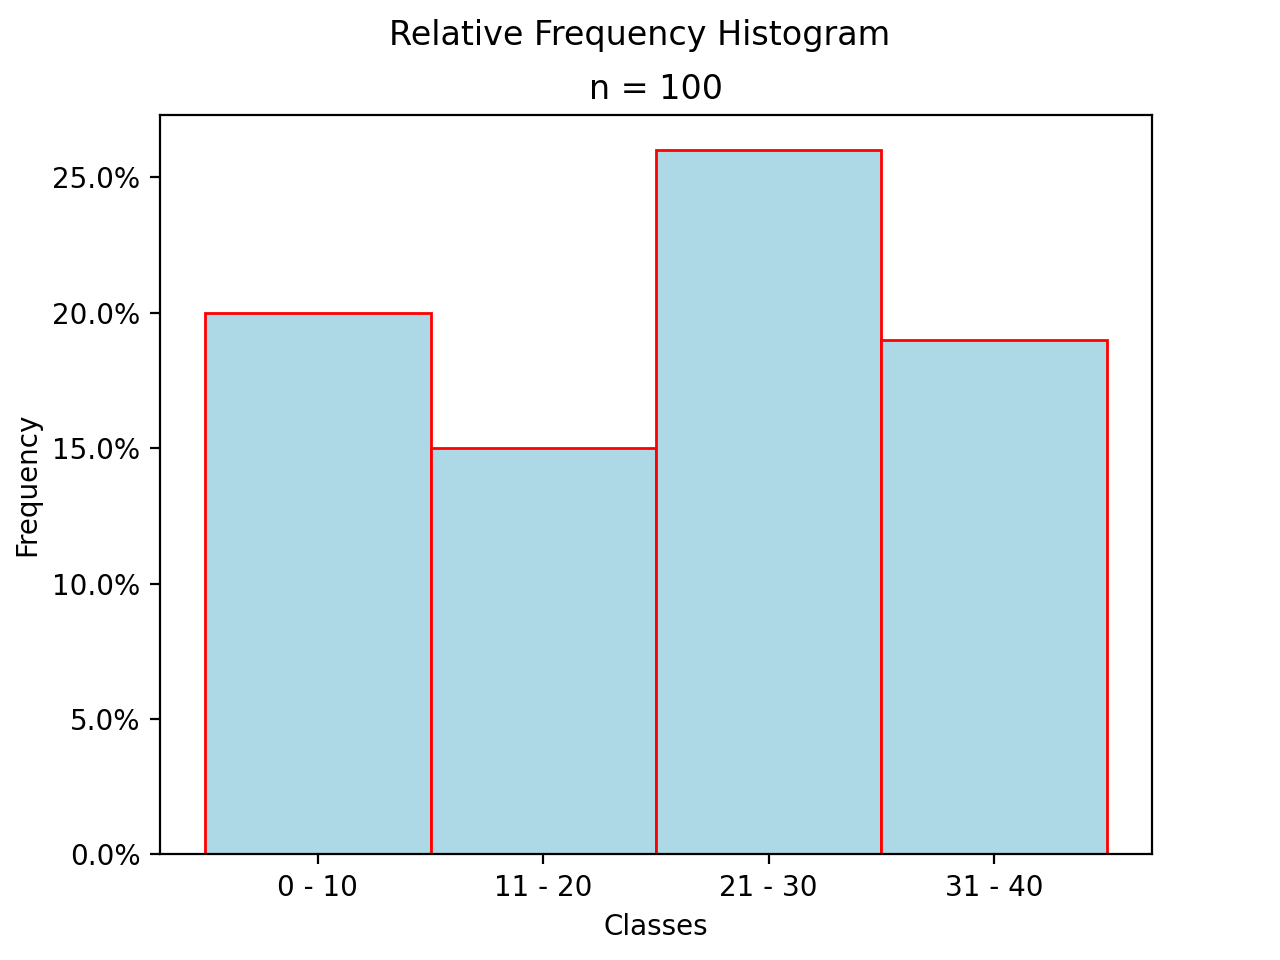 Relative Frequency Histogram
n = 100
25.0%
20.0%
15.0%
10.0%
5.0%
0.0%
Frequency
0 - 10
11 - 20
21 - 30
31 - 40
Classes